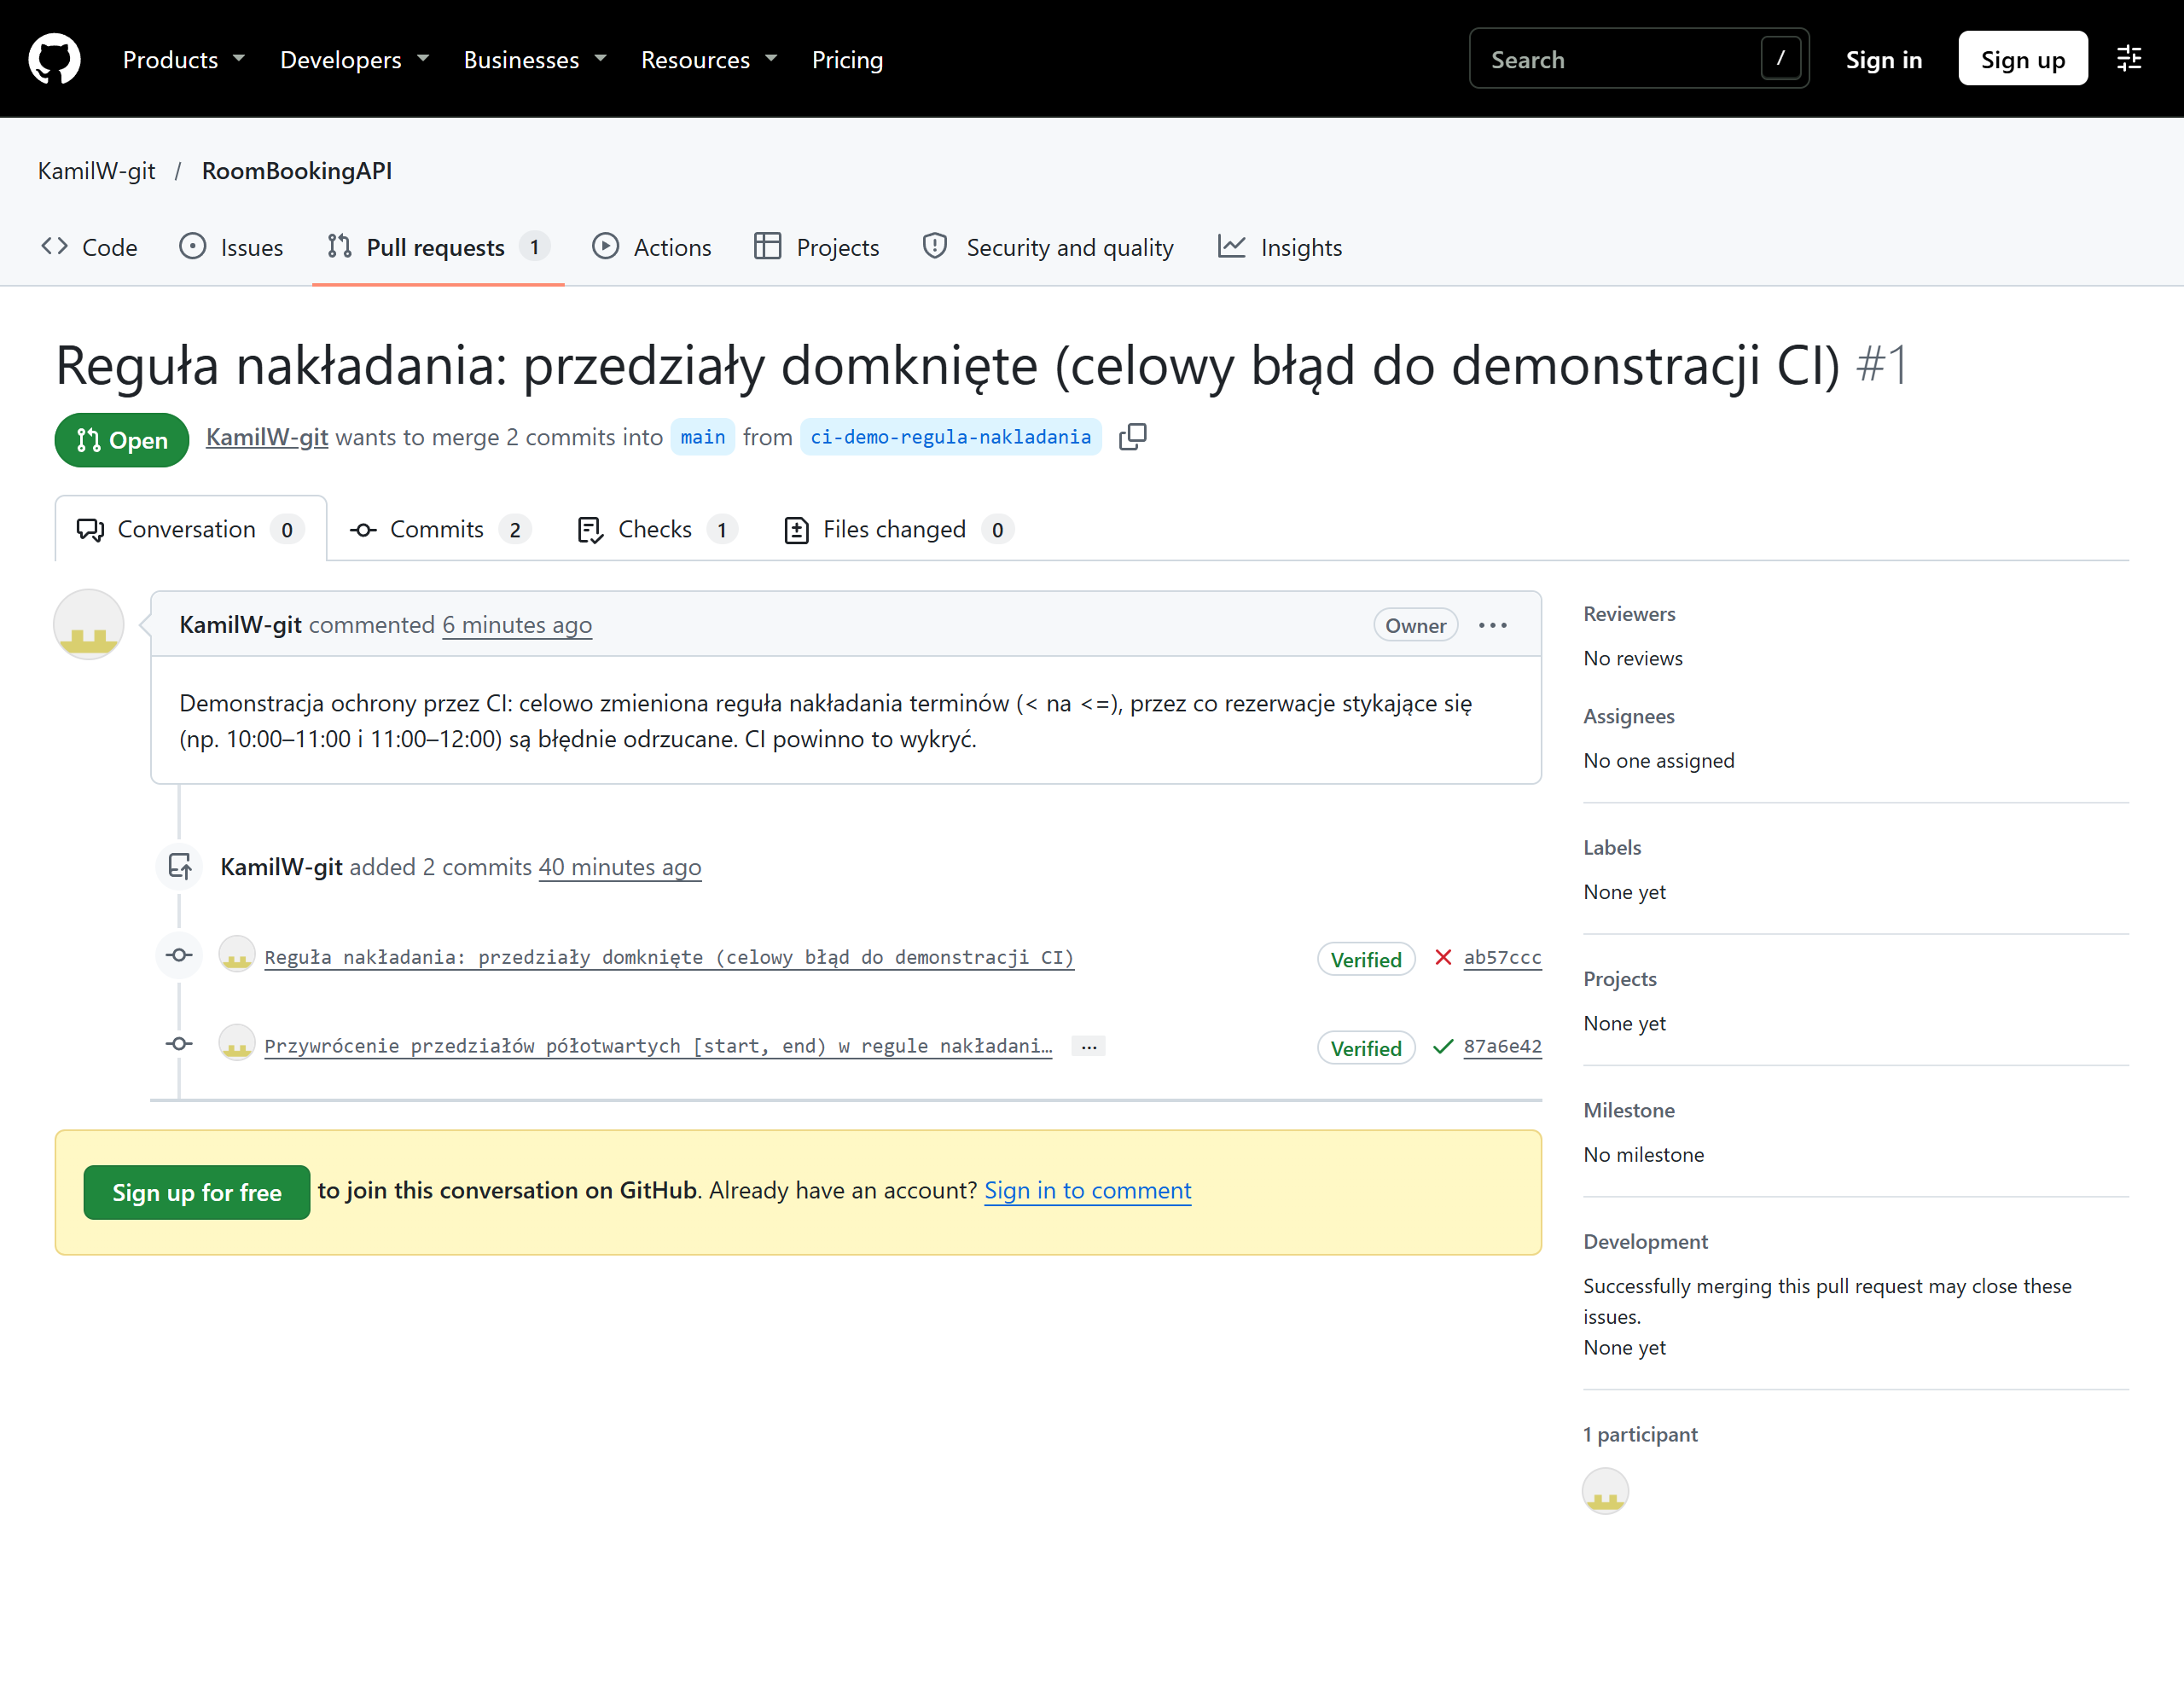 Products Developers Businesses Resources Pricing Search / Sign in Sign up
KamilW-git / RoomBookingAPI
Code Issues Pull requests 1 Actions Projects Security and quality Insights
Reguła nakładania: przedziały domknięte (celowy błąd do demonstracji CI) #1
Open KamilW-git wants to merge 2 commits into main from ci-demo-regula-nakladania
Conversation 0 Commits 2 Checks 1 Files changed 0
KamilW-git commented 6 minutes ago Owner ...
Demonstracja ochrony przez CI: celowo zmieniona reguła nakładania terminów (< na <=), przez co rezerwacje stykające się
(np. 10:00–11:00 i 11:00–12:00) są błędnie odrzucane. CI powinno to wykryć.
KamilW-git added 2 commits 40 minutes ago
Reguła nakładania: przedziały domknięte (celowy błąd do demonstracji CI) Verified ab57ccc
Przywrócenie przedziałów półotwartych [start, end) w regule nakładani… ... Verified 87a6e42
Sign up for free to join this conversation on GitHub. Already have an account? Sign in to comment
Reviewers
No reviews
Assignees
No one assigned
Labels
None yet
Projects
None yet
Milestone
No milestone
Development
Successfully merging this pull request may close these
issues.
None yet
1 participant